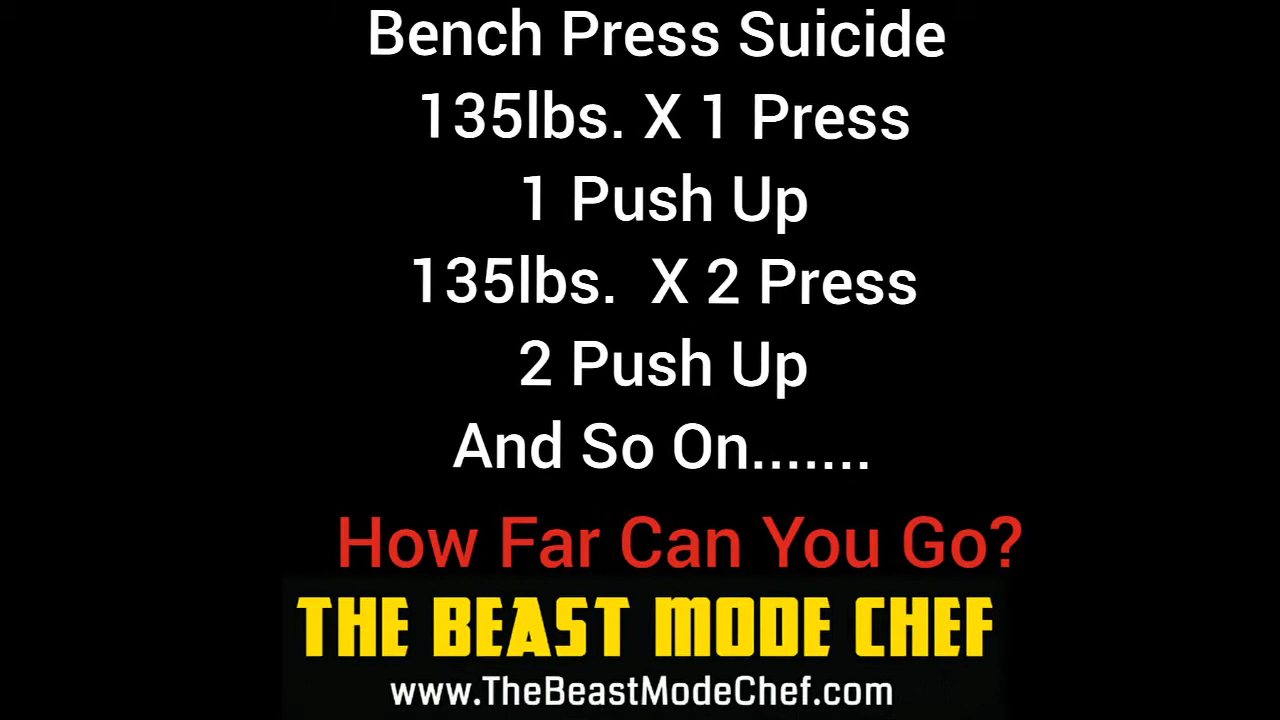 Bench Press Suicide
135lbs. X 1 Press
1 Push Up
135lbs.  X 2 Press
2 Push Up
And So On.......
How Far Can You Go?
THE BEAST MODE CHEF
www.TheBeastModeChef.com